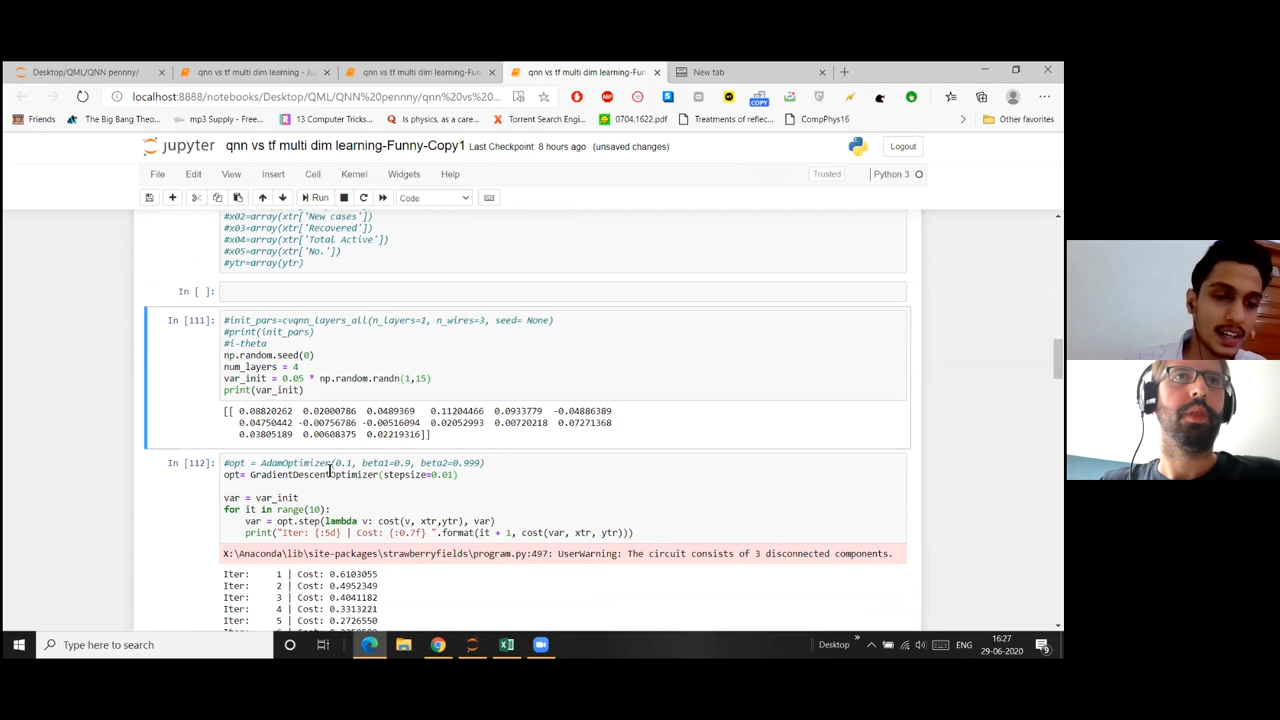 Desktop/QML/QNN pennny/
qnn vs tf multi dim learning - Ju
qnn vs tf multi dim learning-Fun
qnn vs tf multi dim learning-Fun
New tab
localhost:8888/notebooks/Desktop/QML/QNN%20pennny/qnn%20vs%20...
COPY
Friends
The Big Bang Theo...
mp3 Supply - Free...
13 Computer Tricks...
Is physics, as a care...
Torrent Search Engi...
0704.1622.pdf
Treatments of reflec...
CompPhys16
Other favorites
jupyter
qnn vs tf multi dim learning-Funny-Copy1
Last Checkpoint: 8 hours ago (unsaved changes)
Logout
File Edit View Insert Cell Kernel Widgets Help
Trusted
Python 3
Run
Code
#x02=array(xtr['New cases'])
#x03=array(xtr['Recovered'])
#x04=array(xtr['Total Active'])
#x05=array(xtr['No.'])
#ytr=array(ytr)
In [ ]:
In [111]:
#init_pars=cvqnn_layers_all(n_layers=1, n_wires=3, seed= None)
#print(init_pars)
#i-theta
np.random.seed(0)
num_layers = 4
var_init = 0.05 * np.random.randn(1,15)
print(var_init)
[[ 0.08820262 0.02000786 0.0489369 0.11204466 0.0933779 -0.04886389
0.04750442 -0.00756786 -0.00516094 0.02052993 0.00720218 0.07271368
0.03805189 0.00608375 0.02219316]]
In [112]:
#opt = AdamOptimizer(0.1, beta1=0.9, beta2=0.999)
opt= GradientDescentOptimizer(stepsize=0.01)
var = var_init
for it in range(10):
var = opt.step(lambda v: cost(v, xtr,ytr), var)
print("Iter: {:5d} | Cost: {:0.7f} ".format(it + 1, cost(var, xtr, ytr)))
X:\Anaconda\lib\site-packages\strawberryfields\program.py:497: UserWarning: The circuit consists of 3 disconnected components.
Iter: 1 | Cost: 0.6103055
Iter: 2 | Cost: 0.4952349
Iter: 3 | Cost: 0.4041182
Iter: 4 | Cost: 0.3313221
Iter: 5 | Cost: 0.2726550
Type here to search
Desktop
ENG
16:27
29-06-2020